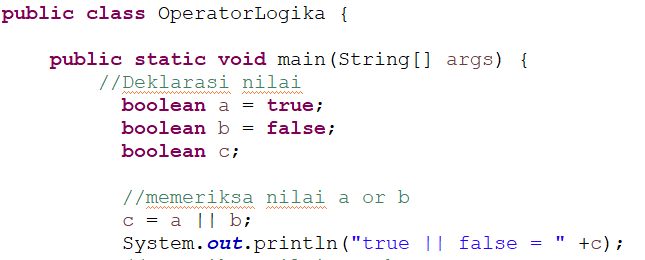 public class OperatorLogika {
public static void main(String[] args) {
//Deklarasi nilai
boolean a = true;
boolean b = false;
boolean c;
//memeriksa nilai a or b
c = a || b;
System.out.println("true || false = " +c);